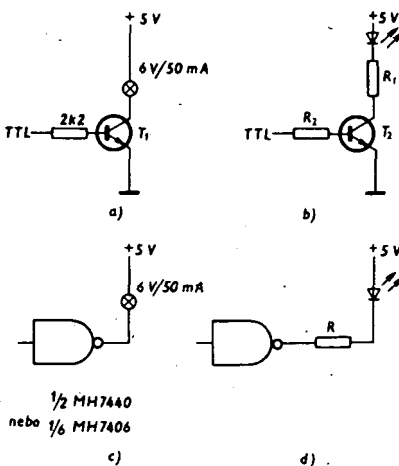 +5 V
6 V/50 mA
2k2
TTL
T₁
a)
+5 V
R₁
R₂
TTL
T₂
b)
+5 V
6 V/50 mA
1/2 MH7440
nebo 1/6 MH7406
c)
+5 V
R
d)